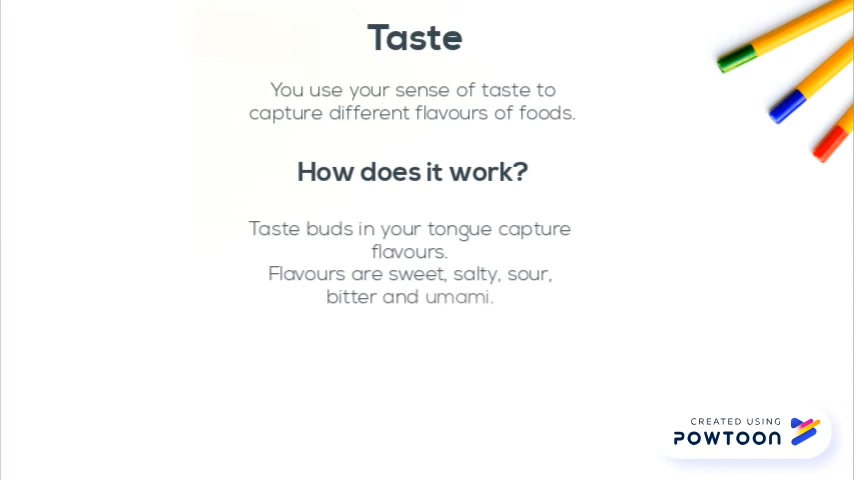 Taste
You use your sense of taste to
capture different flavours of foods.
How does it work?
Taste buds in your tongue capture
flavours.
Flavours are sweet, salty, sour,
bitter and umami.
CREATED USING
POWTOON